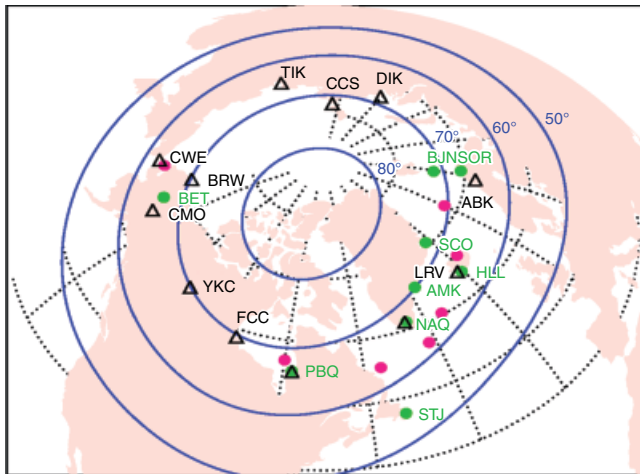 TIK
CCS
DIK
50°
60°
70°
80°
CWE
BJNSOR
BRW
BET
ABK
CMO
SCO
LRV
HLL
YKC
AMK
FCC
NAQ
PBQ
STJ